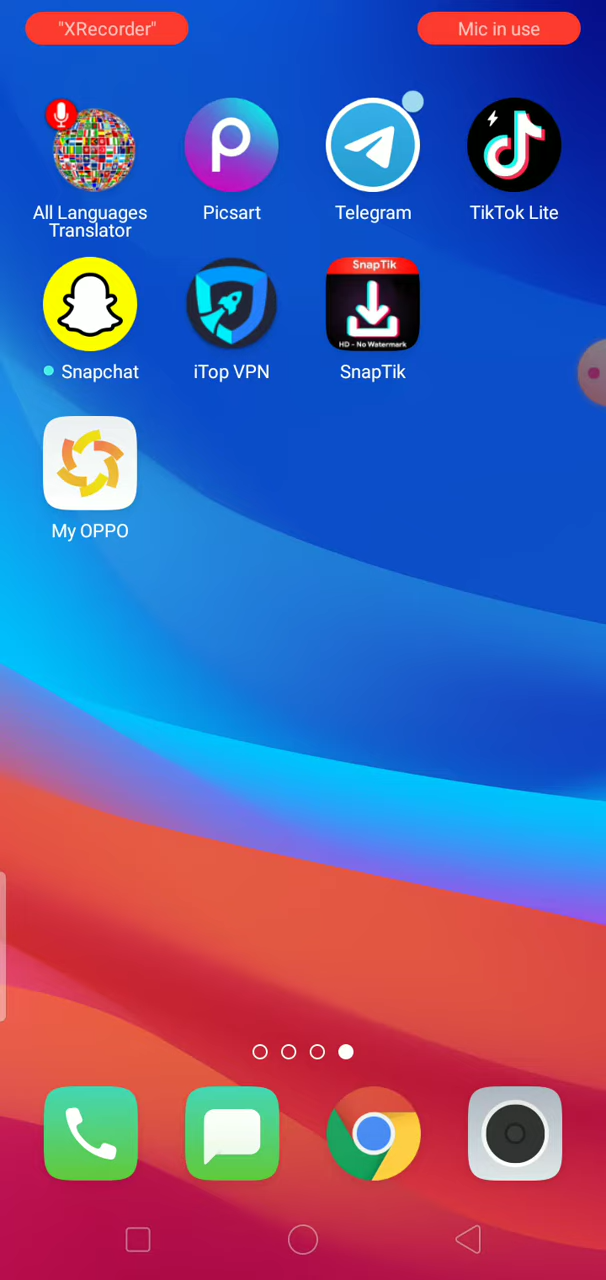 "XRecorder"
Mic in use
All Languages
Translator
Picsart
Telegram
TikTok Lite
SnapTik
HD - No Watermark
Snapchat
iTop VPN
SnapTik
My OPPO